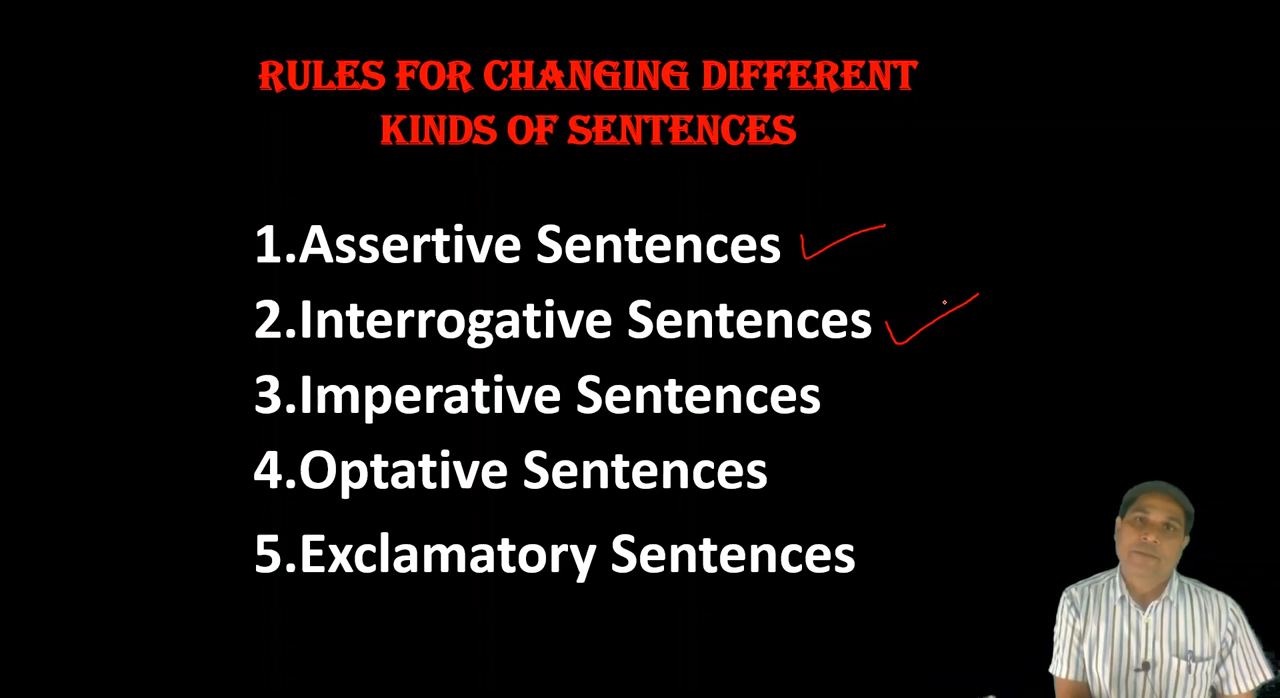 RULES FOR CHANGING DIFFERENT
KINDS OF SENTENCES
1.Assertive Sentences
2.Interrogative Sentences
3.Imperative Sentences
4.Optative Sentences
5.Exclamatory Sentences